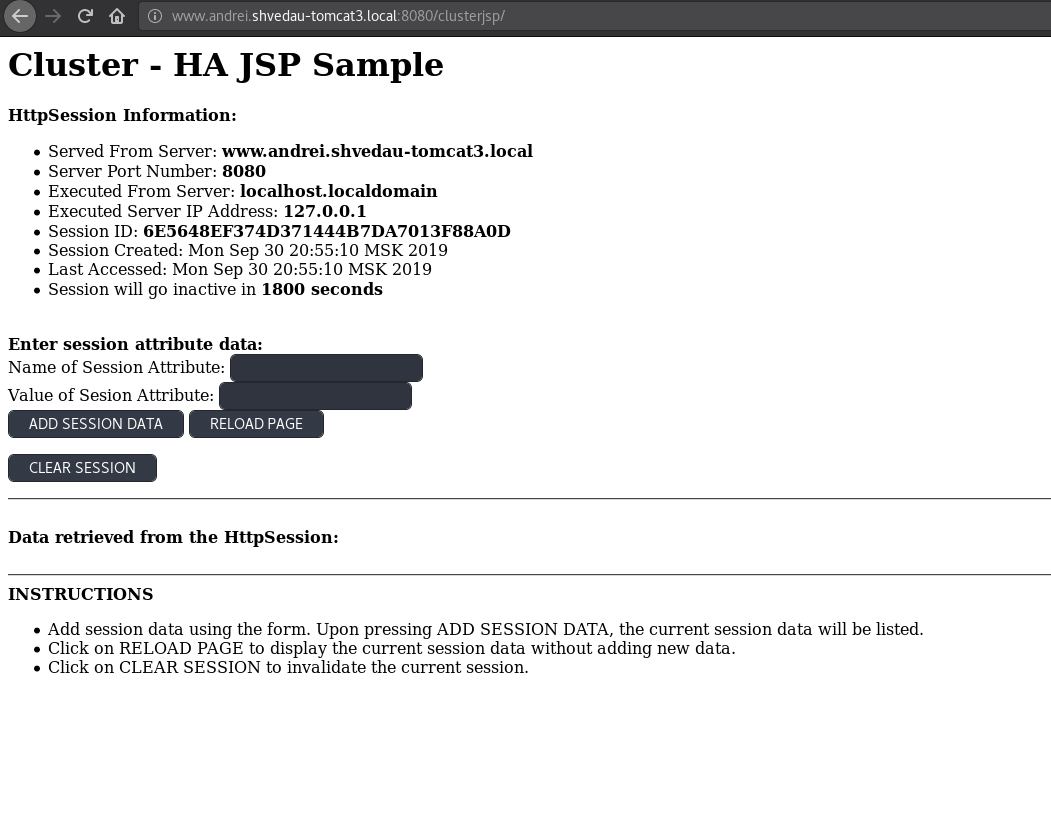 www.andrei.shvedau-tomcat3.local:8080/clusterjsp/
Cluster - HA JSP Sample
HttpSession Information:
• Served From Server: www.andrei.shvedau-tomcat3.local
• Server Port Number: 8080
• Executed From Server: localhost.localdomain
• Executed Server IP Address: 127.0.0.1
• Session ID: 6E5648EF374D371444B7DA7013F88A0D
• Session Created: Mon Sep 30 20:55:10 MSK 2019
• Last Accessed: Mon Sep 30 20:55:10 MSK 2019
• Session will go inactive in 1800 seconds
Enter session attribute data:
Name of Session Attribute:
Value of Sesion Attribute:
ADD SESSION DATA RELOAD PAGE
CLEAR SESSION
Data retrieved from the HttpSession:
INSTRUCTIONS
• Add session data using the form. Upon pressing ADD SESSION DATA, the current session data will be listed.
• Click on RELOAD PAGE to display the current session data without adding new data.
• Click on CLEAR SESSION to invalidate the current session.